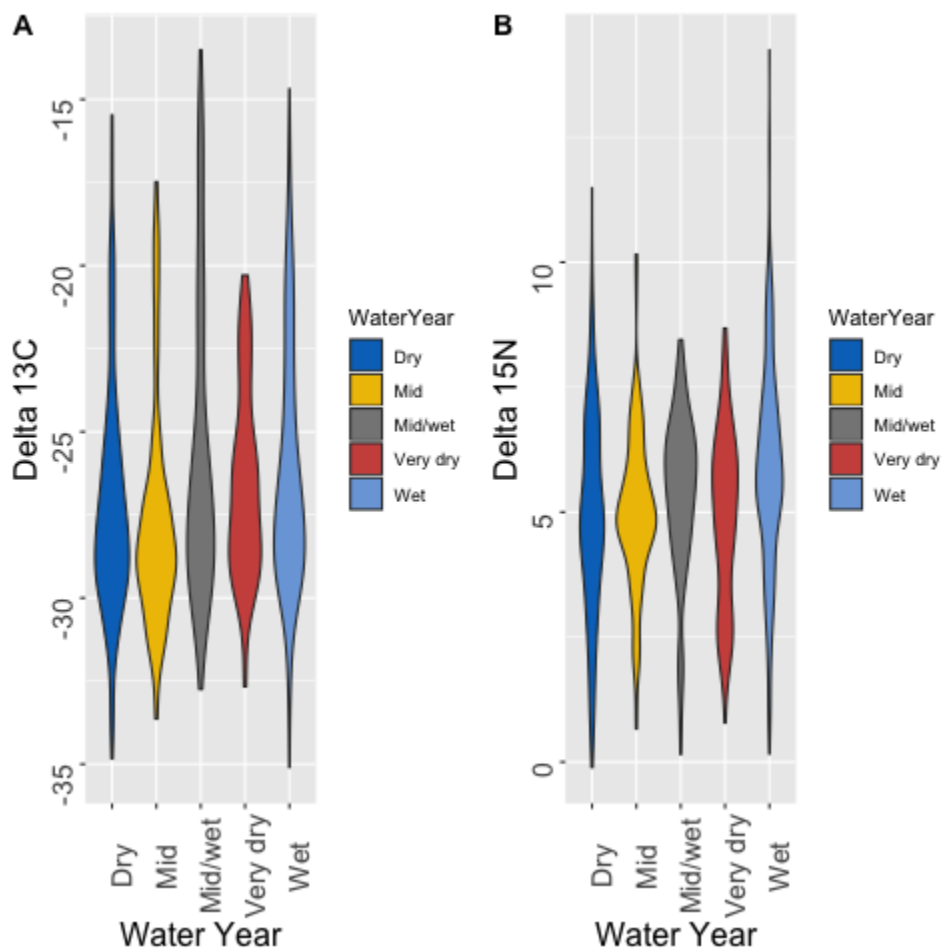 A
Delta 13C
-15
-20
-25
-30
-35
Dry
Mid
Mid/wet
Very dry
Wet
Water Year
WaterYear
Dry
Mid
Mid/wet
Very dry
Wet
B
Delta 15N
10
5
0
Dry
Mid
Mid/wet
Very dry
Wet
Water Year
WaterYear
Dry
Mid
Mid/wet
Very dry
Wet